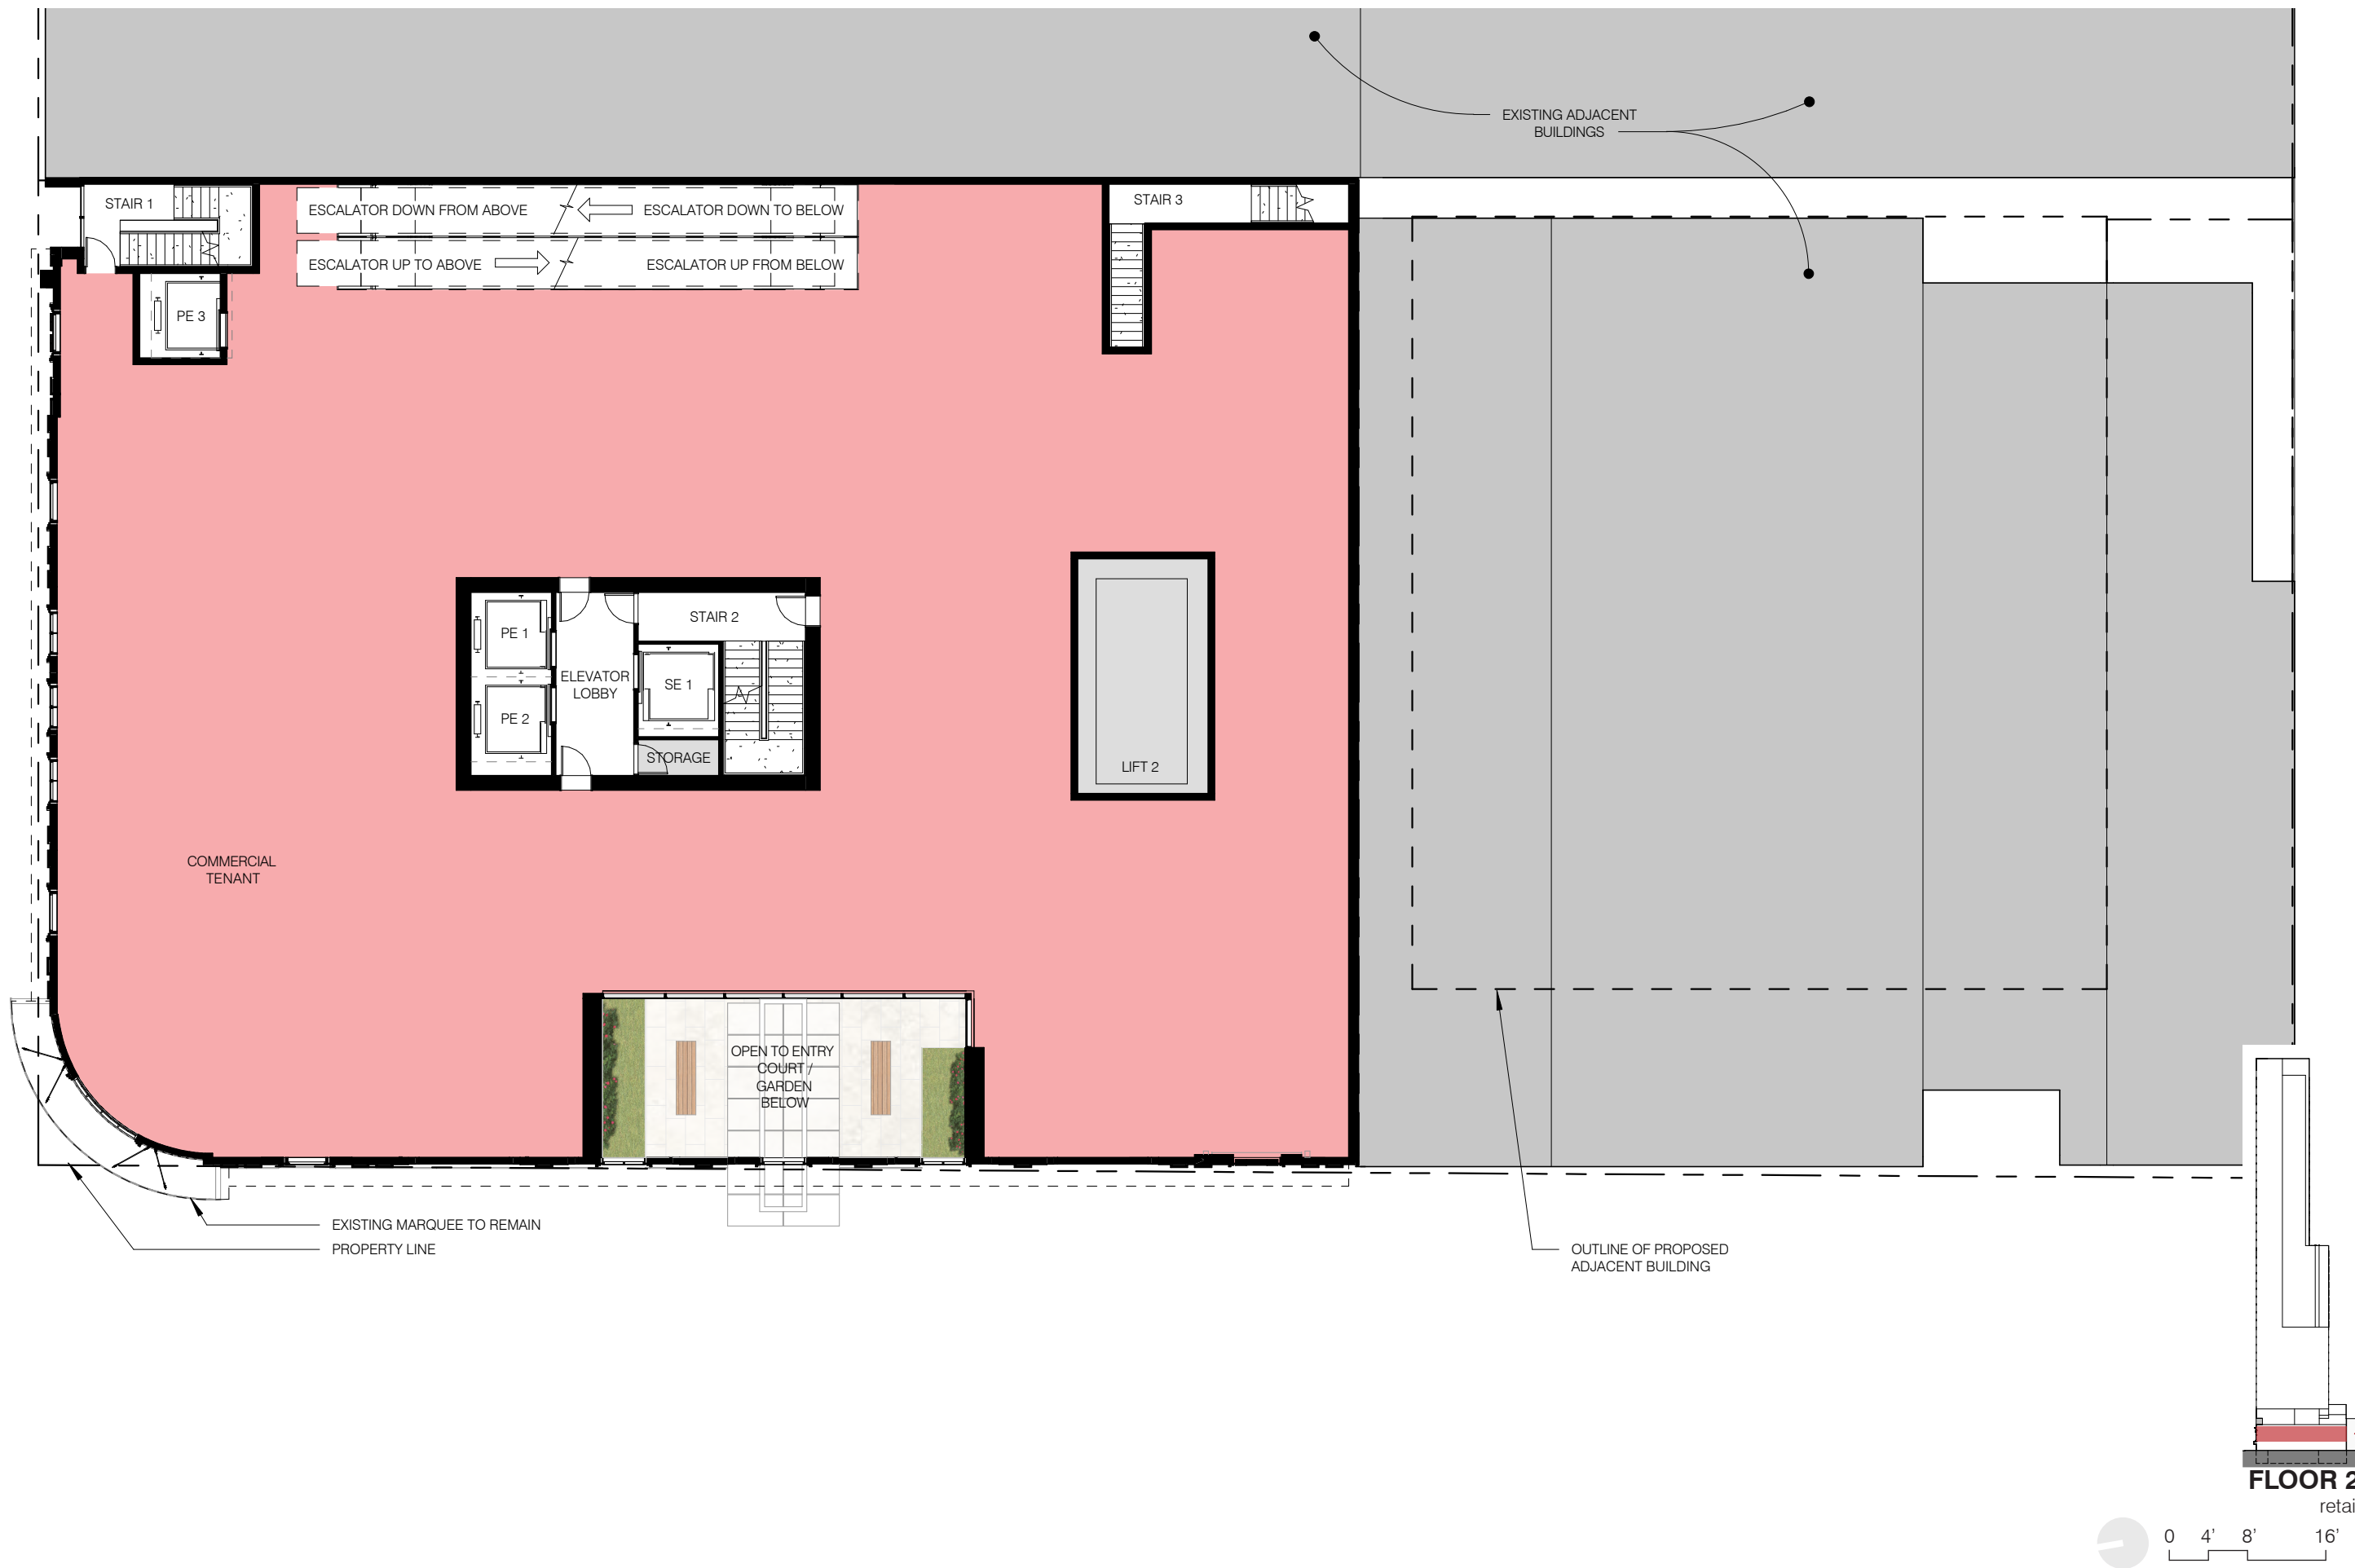 EXISTING ADJACENT
BUILDINGS
STAIR 1
ESCALATOR DOWN FROM ABOVE
ESCALATOR DOWN TO BELOW
STAIR 3
ESCALATOR UP TO ABOVE
ESCALATOR UP FROM BELOW
PE 3
STAIR 2
PE 1
ELEVATOR
LOBBY
SE 1
PE 2
STORAGE
LIFT 2
COMMERCIAL
TENANT
OPEN TO ENTRY
COURT /
GARDEN
BELOW
EXISTING MARQUEE TO REMAIN
PROPERTY LINE
OUTLINE OF PROPOSED
ADJACENT BUILDING
FLOOR 2
retai
0 4' 8' 16'